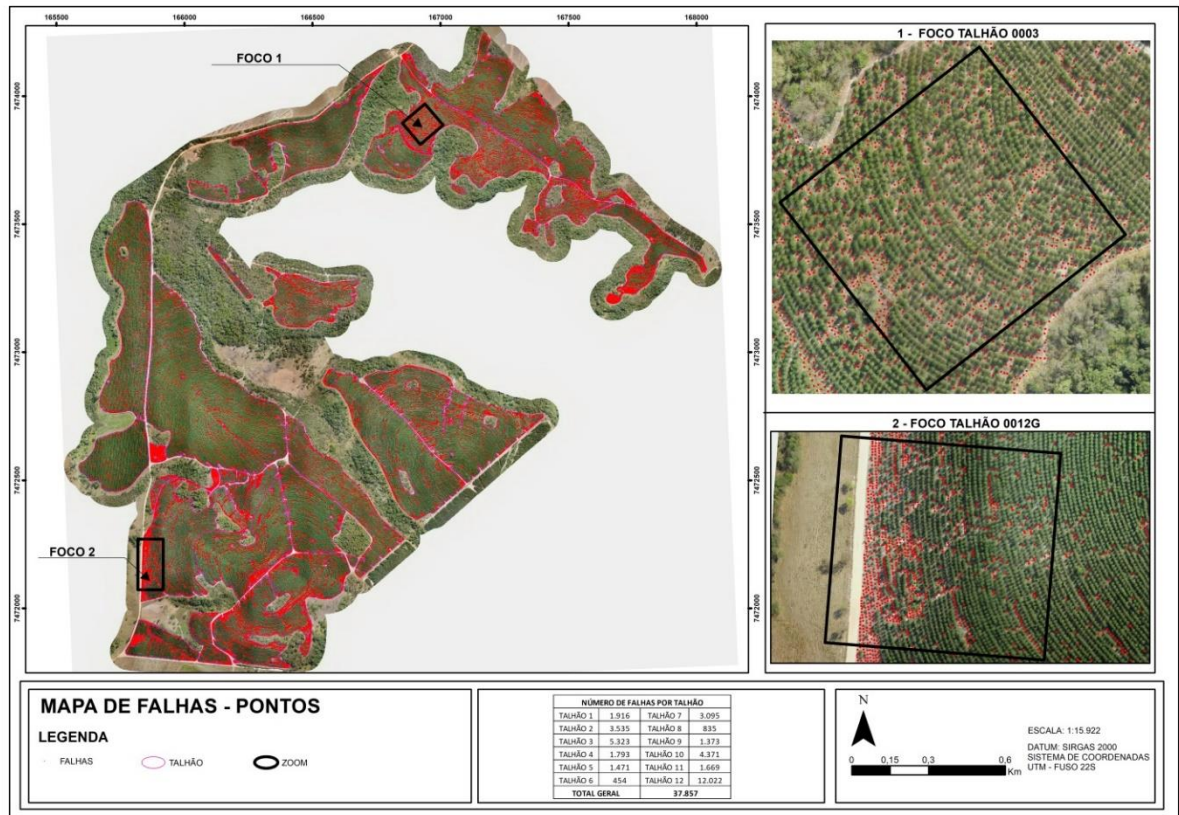 165500 166000 166500 167000 167500 168000
FOCO 1
7474000 7474000
7473500 7473500
7473000 7473000
7472500 7472500
FOCO 2
7472000 7472000
1 - FOCO TALHÃO 0003
2 - FOCO TALHÃO 0012G
MAPA DE FALHAS - PONTOS
LEGENDA
FALHAS TALHÃO ZOOM
NÚMERO DE FALHAS POR TALHÃO
TALHÃO 1 1.916 TALHÃO 7 3.095
TALHÃO 2 3.535 TALHÃO 8 835
TALHÃO 3 5.323 TALHÃO 9 1.373
TALHÃO 4 1.793 TALHÃO 10 4.371
TALHÃO 5 1.471 TALHÃO 11 1.669
TALHÃO 6 454 TALHÃO 12 12.022
TOTAL GERAL 37.857
N
0 0,15 0,3 0,6
Km
ESCALA: 1:15.922
DATUM: SIRGAS 2000
SISTEMA DE COORDENADAS
UTM - FUSO 22S